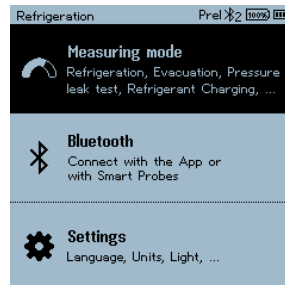 Refrigeration Prel 2 100%
Measuring mode
Refrigeration, Evacuation, Pressure
leak test, Refrigerant Charging, ...
Bluetooth
Connect with the App or
with Smart Probes
Settings
Language, Units, Light, ...